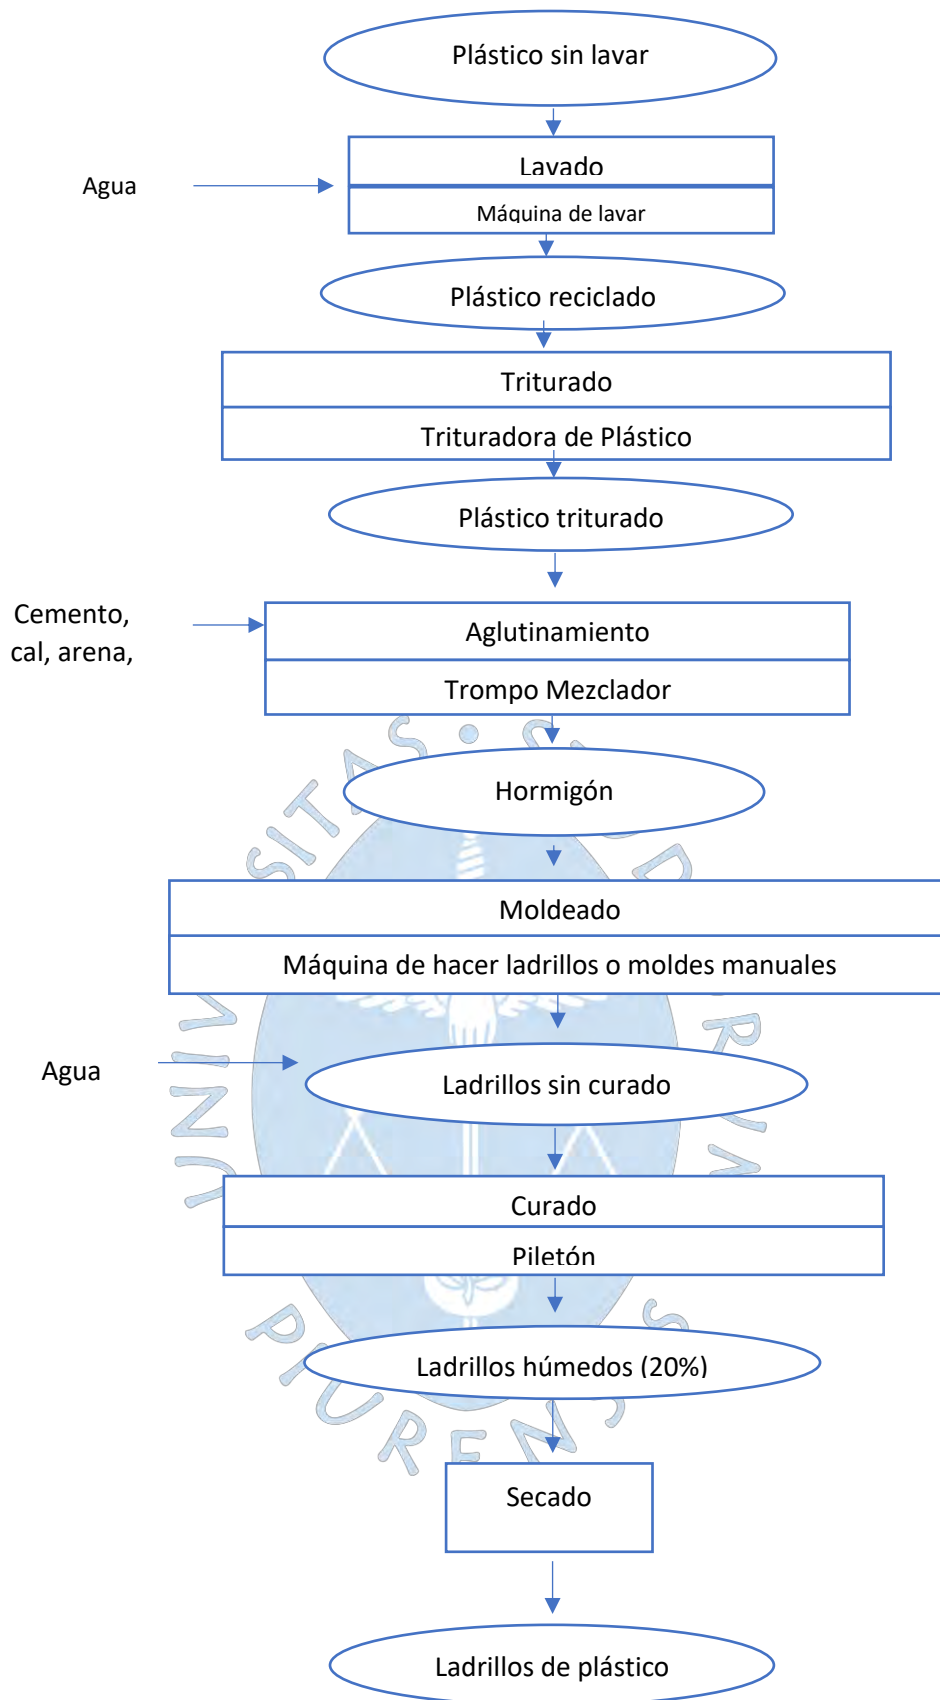 Plástico sin lavar
Lavado
Agua
Máquina de lavar
Plástico reciclado
Triturado
Trituradora de Plástico
Plástico triturado
Cemento,
cal, arena,
Aglutinamiento
Trompo Mezclador
Hormigón
Moldeado
Máquina de hacer ladrillos o moldes manuales
Agua
Ladrillos sin curado
Curado
Piletón
Ladrillos húmedos (20%)
Secado
Ladrillos de plástico
PIURENS